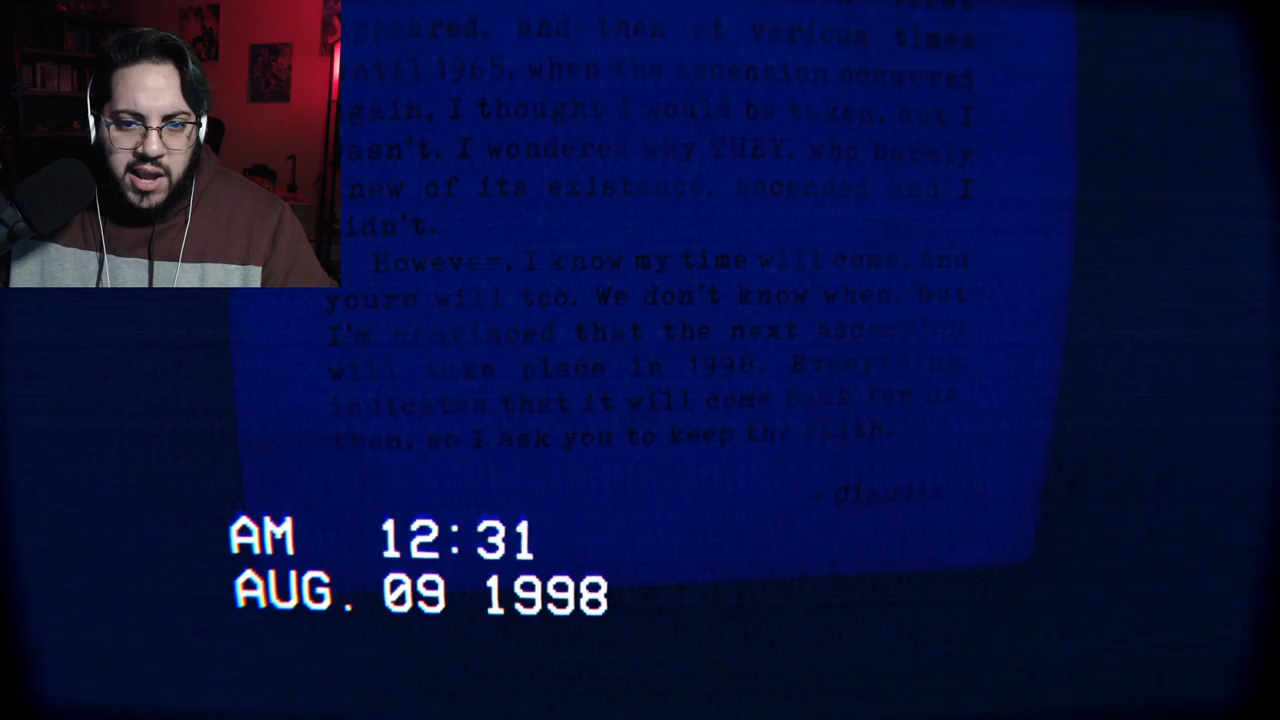 appeared, and then at various times
until 1965, when the ascension occurred
again, I thought I would be taken, but I
wasn't. I wondered why THEY, who barely
knew of its existence, ascended and I
didn't.
However, I know my time will come. And
yours will too. We don't know when, but
I'm convinced that the next ascension
will take place in 1998. Everything
indicates that it will come back for us
then, so I ask you to keep the faith.
- Claudia
AM 12:31
AUG. 09 1998